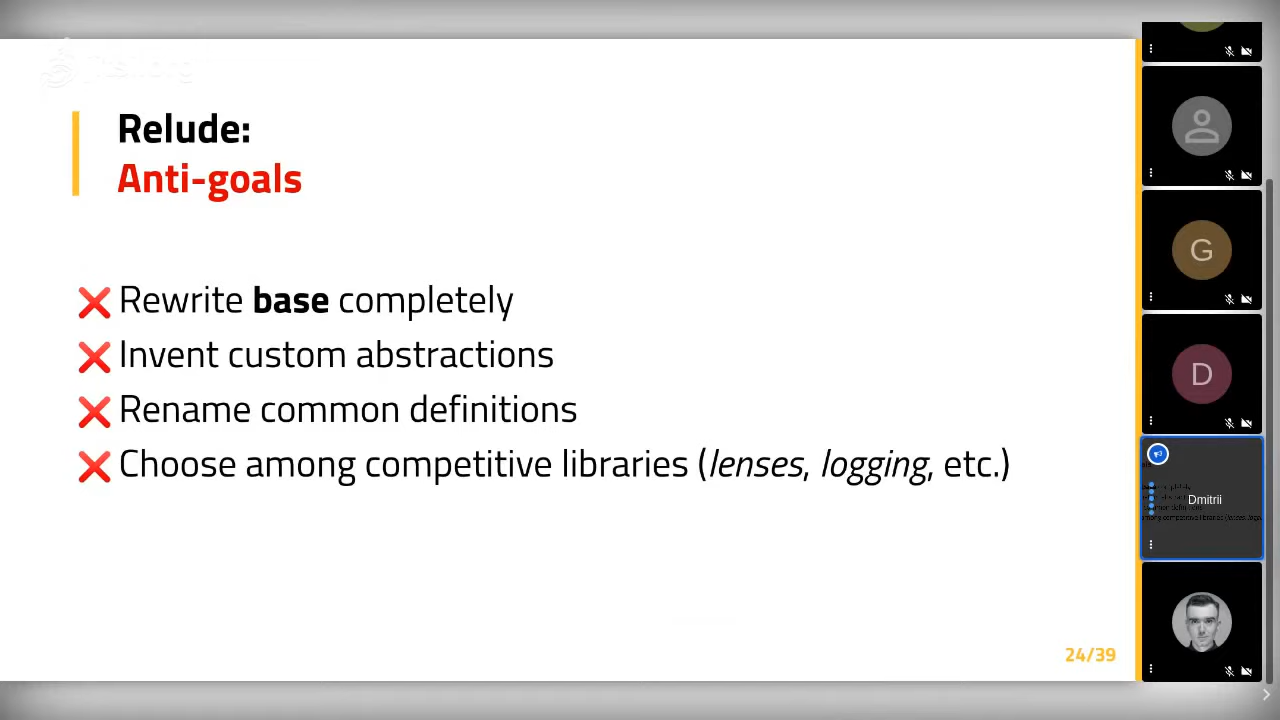 Relude:
Anti-goals
Rewrite base completely
Invent custom abstractions
Rename common definitions
Choose among competitive libraries (lenses, logging, etc.)
24/39
G
D
Dmitrii